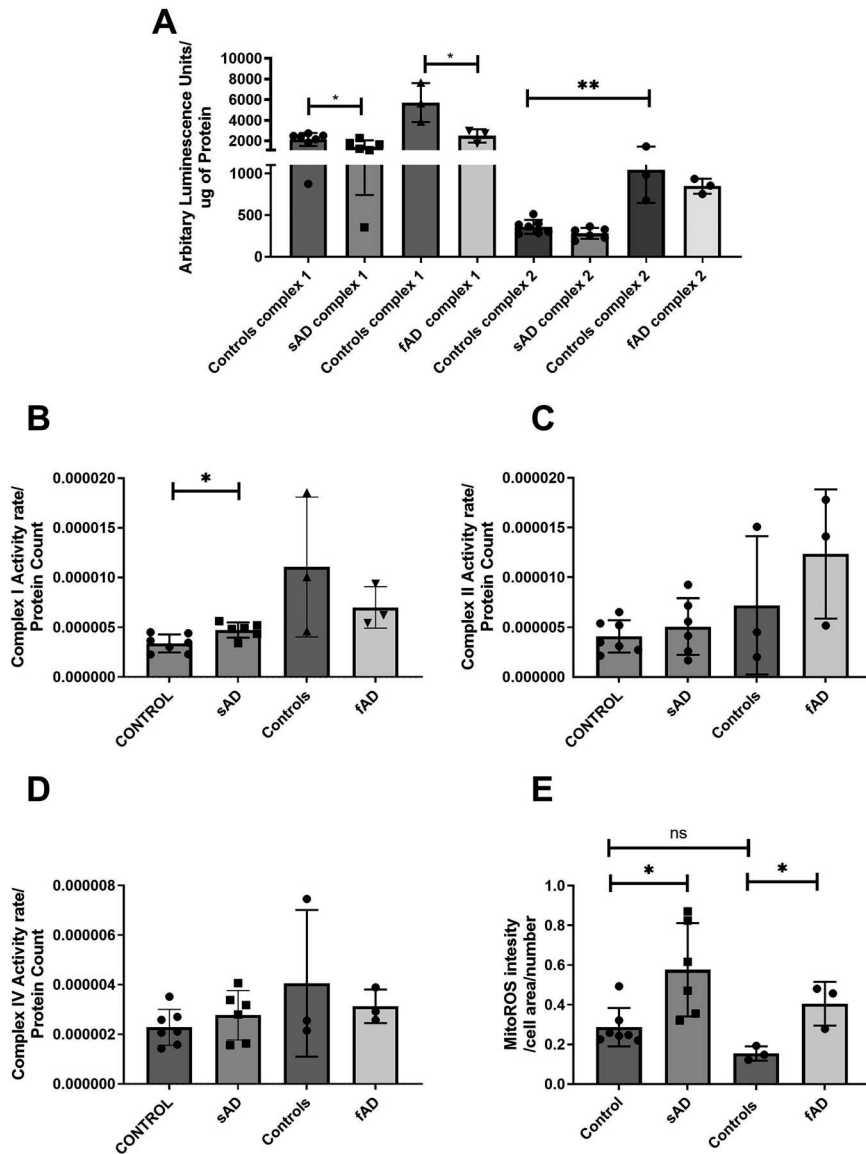 A
Arbitary Luminescence Units/
ug of Protein
10000
8000
6000
4000
2000
1000
500
0
*
*
**
Controls complex 1
sAD complex 1
Controls complex 1
fAD complex 1
Controls complex 2
sAD complex 2
Controls complex 2
fAD complex 2
B
Complex I Activity rate/
Protein Count
0.000020
0.000015
0.000010
0.000005
0.000000
*
CONTROL
sAD
Controls
fAD
C
Complex II Activity rate/
Protein Count
0.000020
0.000015
0.000010
0.000005
0.000000
CONTROL
sAD
Controls
fAD
D
Complex IV Activity rate/
Protein Count
0.000008
0.000006
0.000004
0.000002
0.000000
CONTROL
sAD
Controls
fAD
E
MitoROS intesity
/cell area/number
1.0
0.8
0.6
0.4
0.2
0.0
ns
*
*
Control
sAD
Controls
fAD